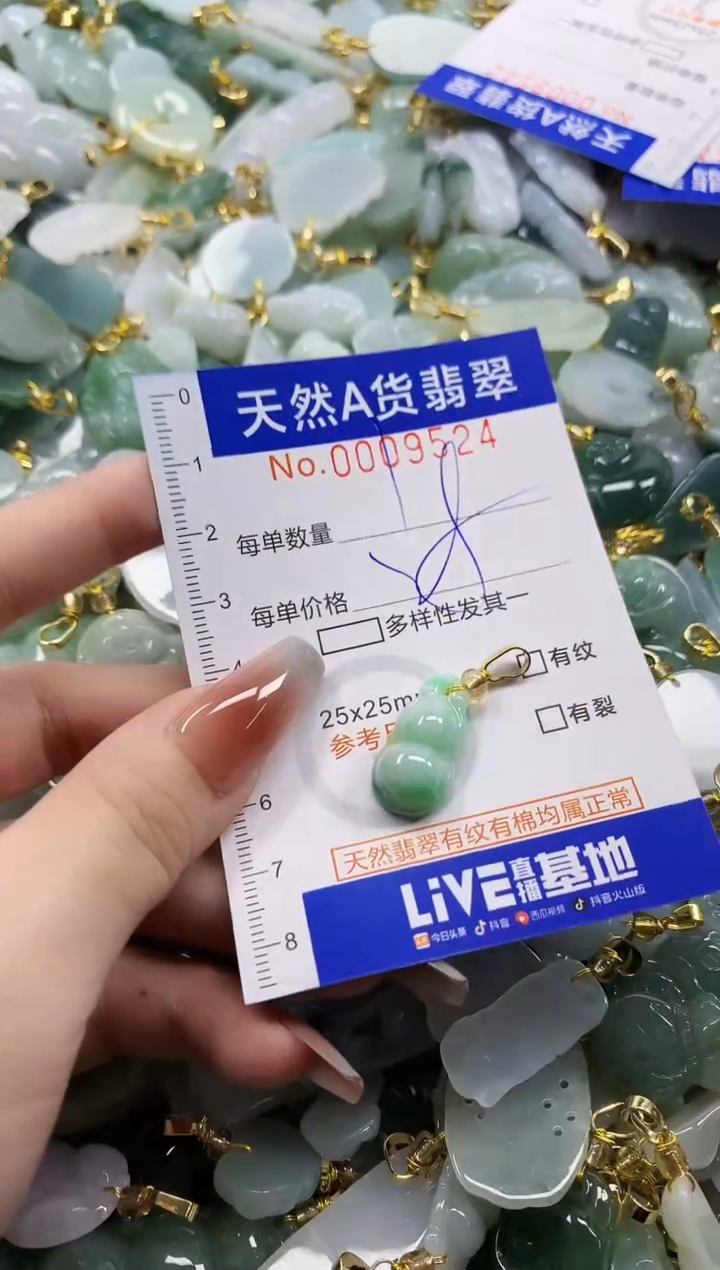 天然A货翡翠
No.0009524
每单数量
每单价格
多样性发其一
有纹
25x25m
参考
有裂
天然翡翠有纹有棉均属正常
LiVE直播基地
今日头条 抖音 西瓜视频 抖音火山版
0
1
2
3
4
6
7
8
天然A货翡翠